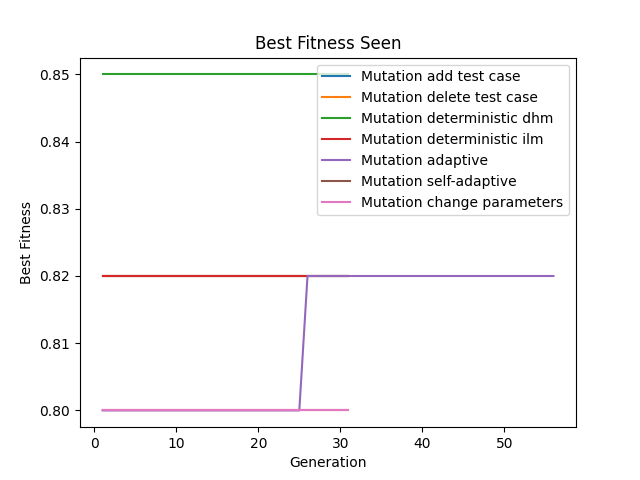 Best Fitness Seen
Best Fitness
0.85
0.84
0.83
0.82
0.81
0.80
Mutation add test case
Mutation delete test case
Mutation deterministic dhm
Mutation deterministic ilm
Mutation adaptive
Mutation self-adaptive
Mutation change parameters
0 10 20 30 40 50
Generation